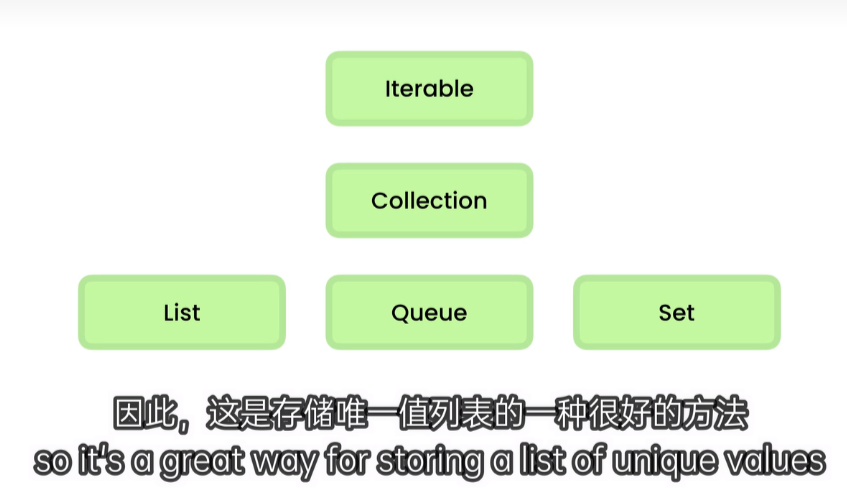 Iterable
Collection
List
Queue
Set
因此，这是存储唯一值列表的一种很好的方法
so it's a great way for storing a list of unique values